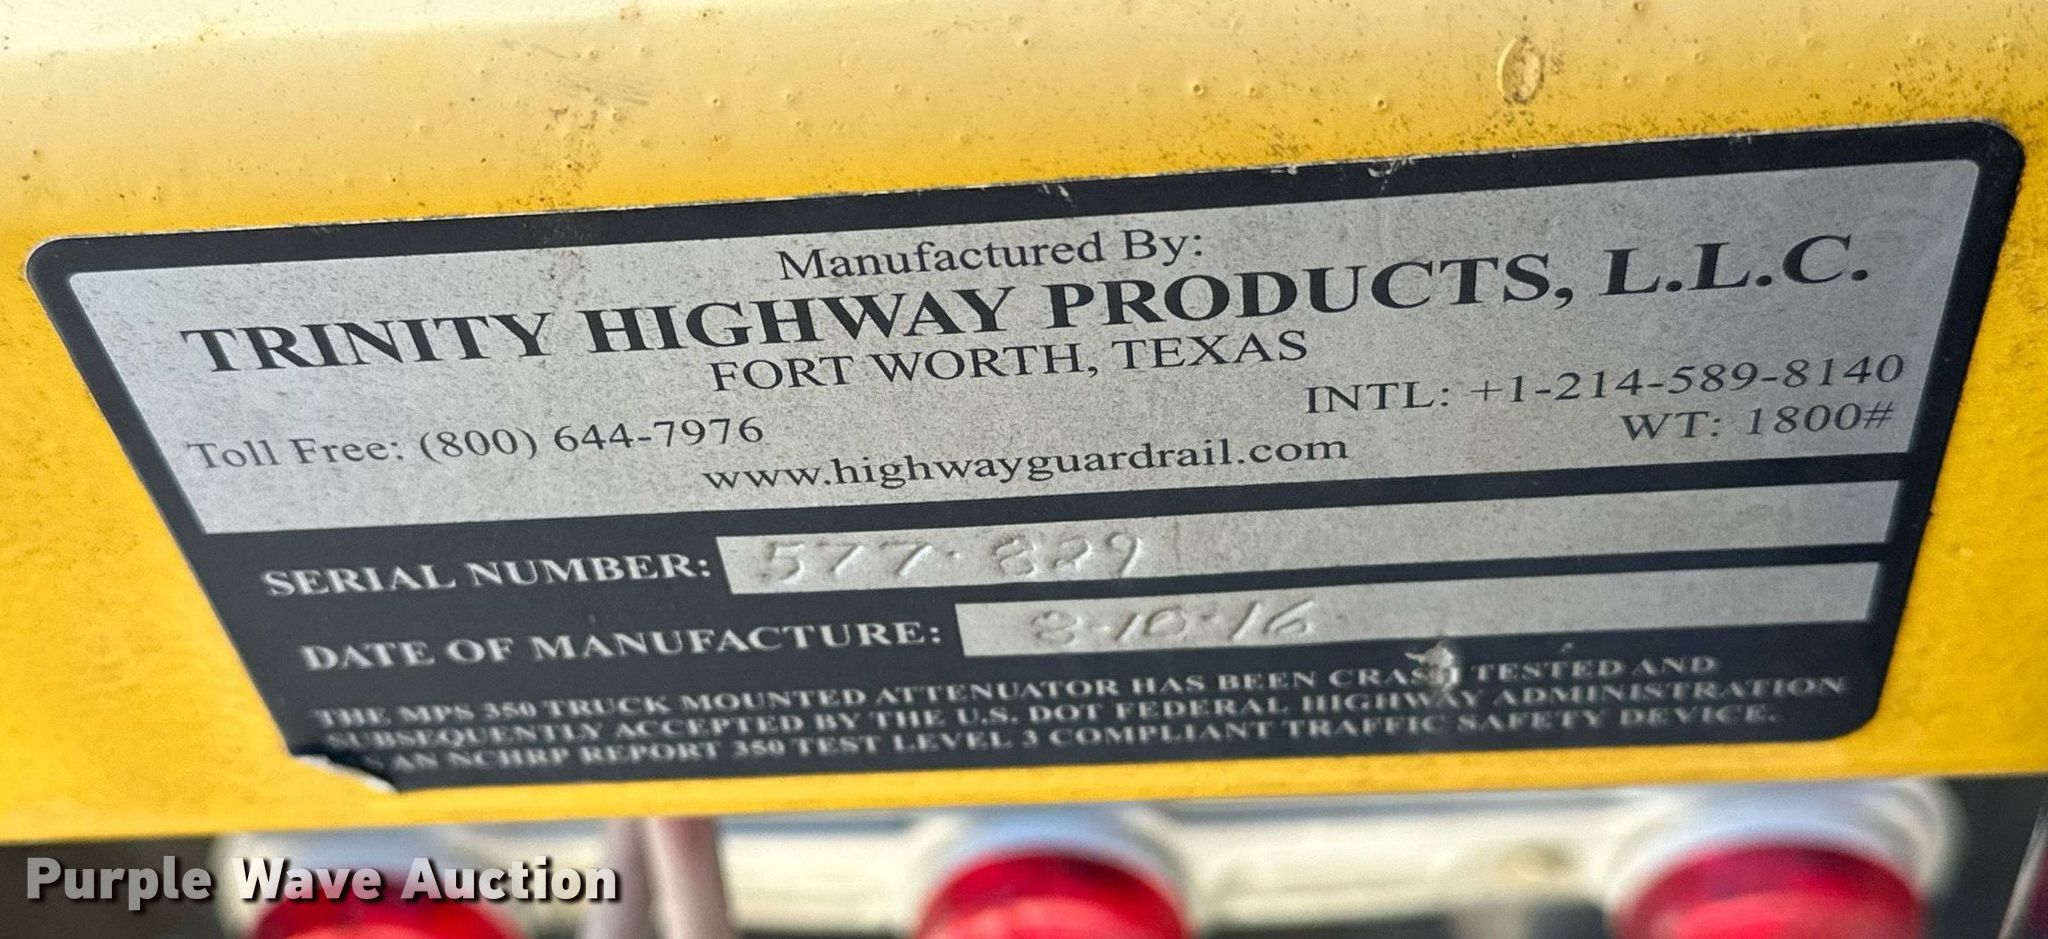 Manufactured By:
TRINITY HIGHWAY PRODUCTS, L.L.C.
FORT WORTH, TEXAS
Toll Free: (800) 644-7976
INTL: +1-214-589-8140
WT: 1800#
www.highwayguardrail.com
SERIAL NUMBER: 577-829
DATE OF MANUFACTURE: 8-10-16
THE MPS 350 TRUCK MOUNTED ATTENUATOR HAS BEEN CRASH TESTED AND
SUBSEQUENTLY ACCEPTED BY THE U.S. DOT FEDERAL HIGHWAY ADMINISTRATION
AN NCHRP REPORT 350 TEST LEVEL 3 COMPLIANT TRAFFIC SAFETY DEVICE.
Purple Wave Auction